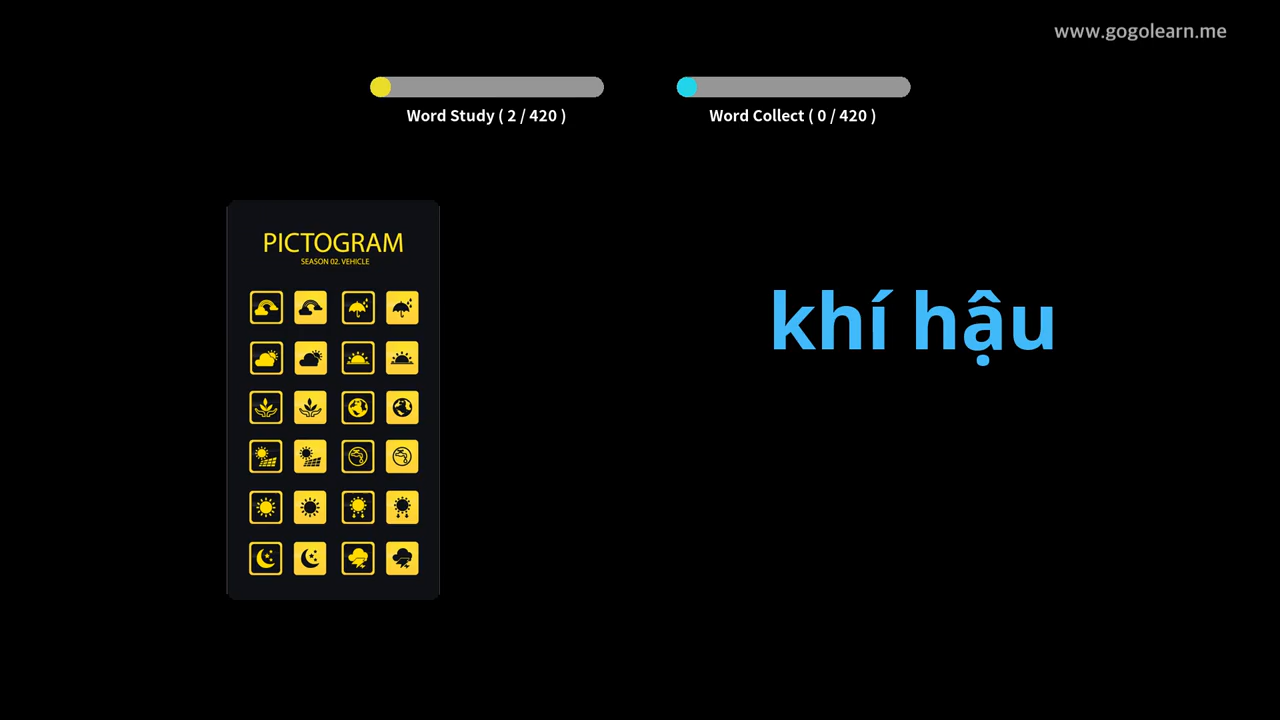 www.gogolearn.me
Word Study ( 2 / 420 )
Word Collect ( 0 / 420 )
PICTOGRAM
SEASON 02. VEHICLE
khí hậu